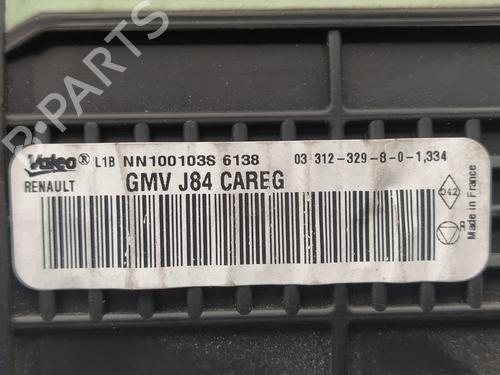 B-PARTS
Valeo® L1B NN100103S 6138 03 312-329-8-0-1,334
RENAULT GMV J84 CAREG
042
R
Made in France